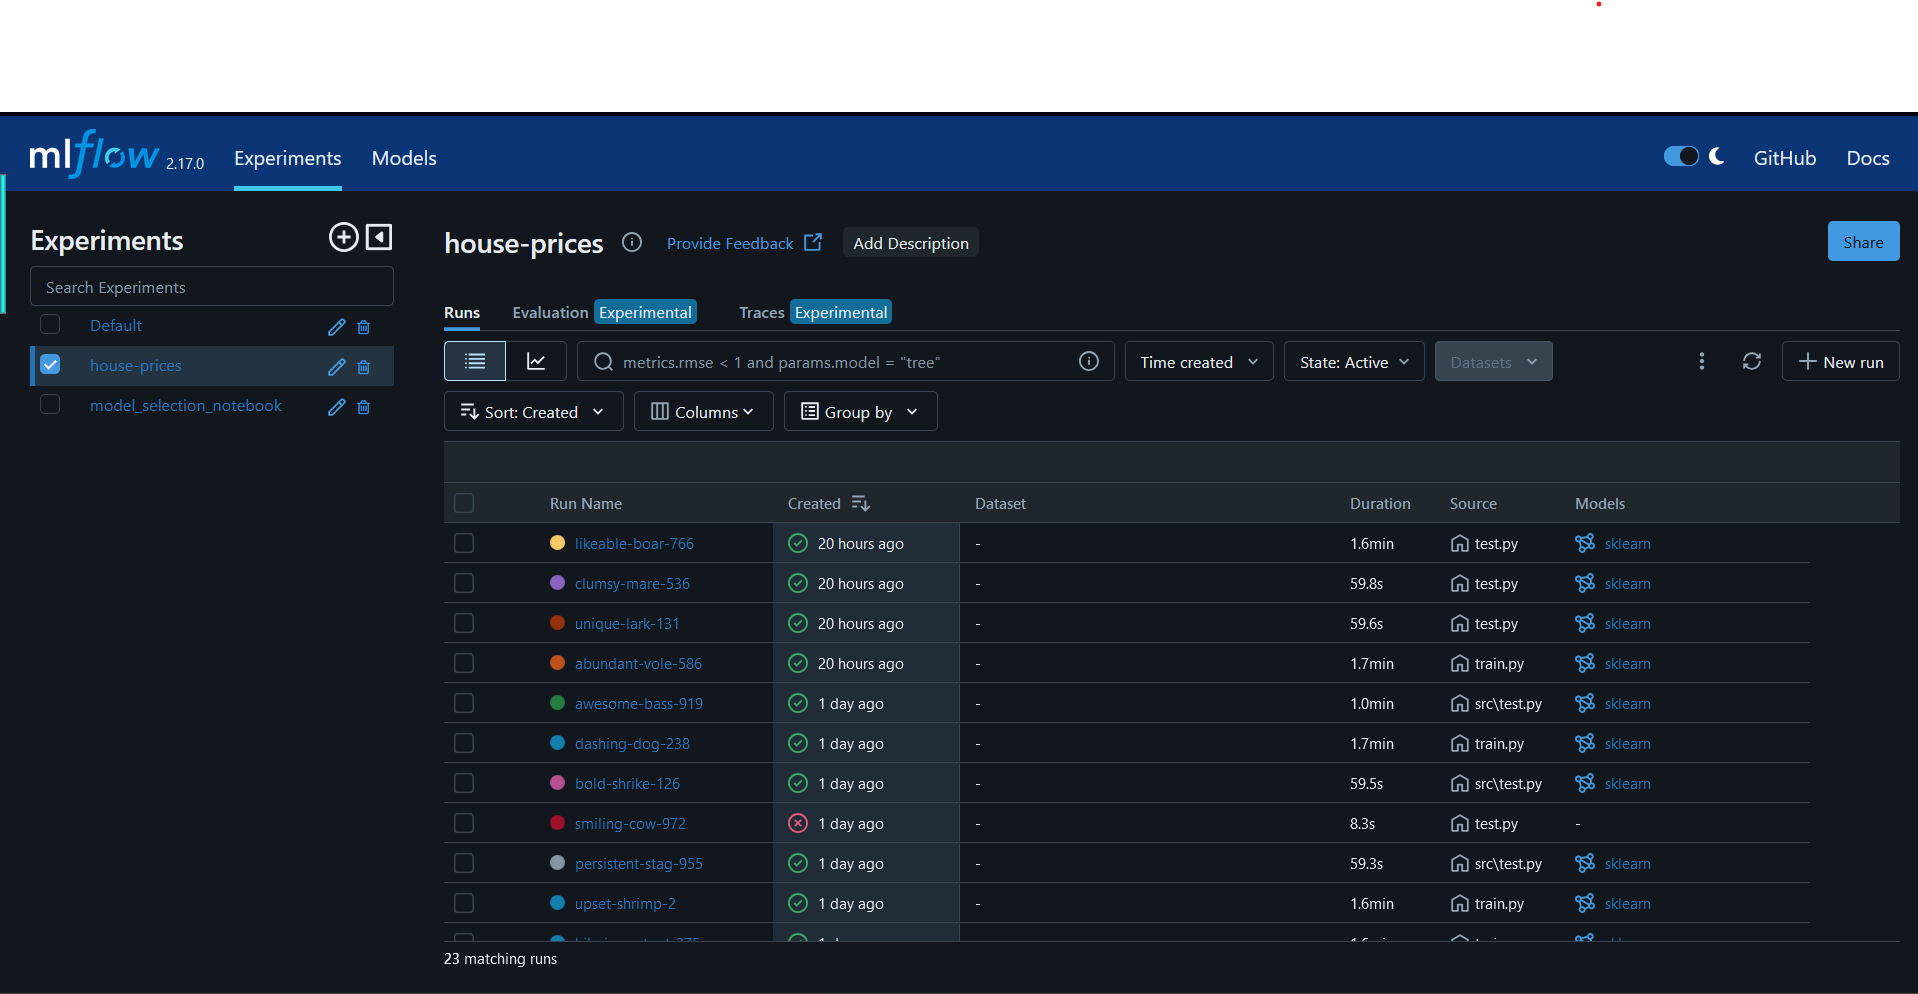 mlflow 2.17.0 Experiments Models GitHub Docs
Experiments
Search Experiments
Default
house-prices
model_selection_notebook
house-prices Provide Feedback Add Description Share
Runs Evaluation Experimental Traces Experimental
metrics.rmse < 1 and params.model = "tree" Time created State: Active Datasets New run
Sort: Created Columns Group by
Run Name Created Dataset Duration Source Models
likeable-boar-766 20 hours ago - 1.6min test.py sklearn
clumsy-mare-536 20 hours ago - 59.8s test.py sklearn
unique-lark-131 20 hours ago - 59.6s test.py sklearn
abundant-vole-586 20 hours ago - 1.7min train.py sklearn
awesome-bass-919 1 day ago - 1.0min src\test.py sklearn
dashing-dog-238 1 day ago - 1.7min train.py sklearn
bold-shrike-126 1 day ago - 59.5s src\test.py sklearn
smiling-cow-972 1 day ago - 8.3s test.py -
persistent-stag-955 1 day ago - 59.3s src\test.py sklearn
upset-shrimp-2 1 day ago - 1.6min train.py sklearn
23 matching runs